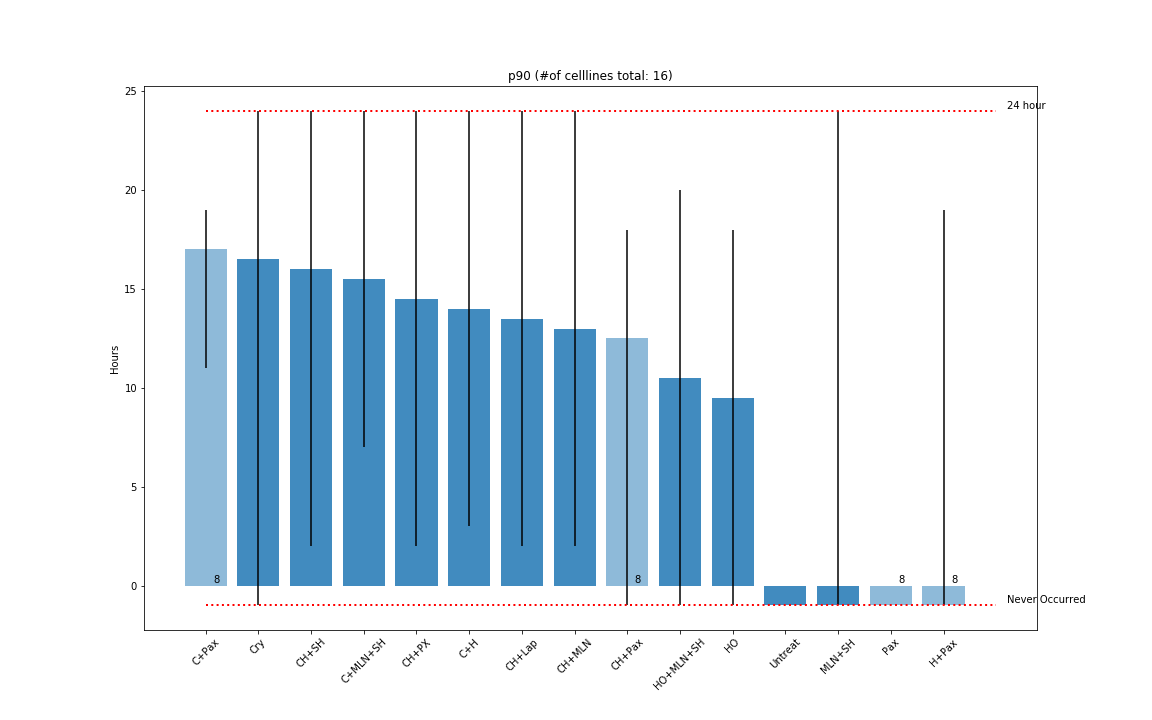 p90 (#of celllines total: 16)
25
24 hour
20
15
Hours
10
5
0
8
8
8
8
Never Occurred
C+Pax
Cry
CH+SH
C+MLN+SH
CH+PX
C+H
CH+Lap
CH+MLN
CH+Pax
HO+MLN+SH
HO
Untreat
MLN+SH
Pax
H+Pax